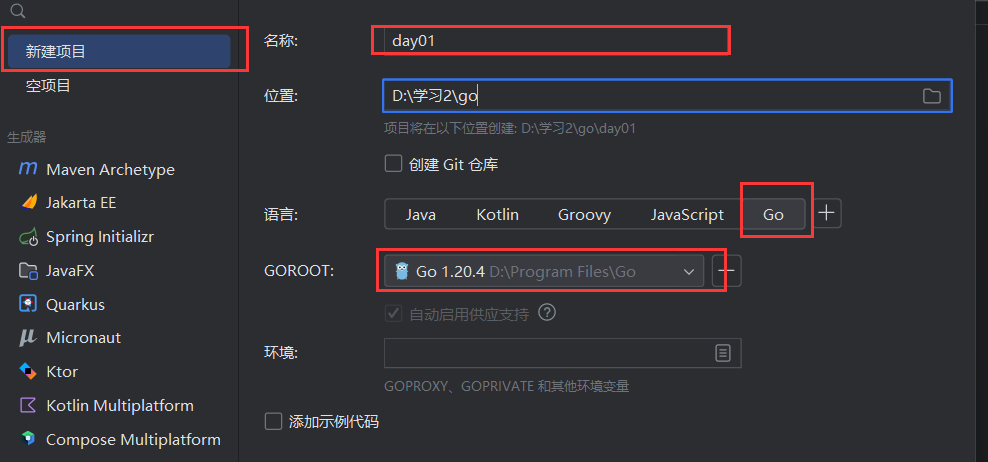 新建项目
空项目
生成器
Maven Archetype
Jakarta EE
Spring Initializr
JavaFX
Quarkus
Micronaut
Ktor
Kotlin Multiplatform
Compose Multiplatform
名称: day01
位置: D:\学习2\go
项目将在以下位置创建: D:\学习2\go\day01
创建 Git 仓库
语言: Java Kotlin Groovy JavaScript Go
GOROOT: Go 1.20.4 D:\Program Files\Go
自动启用供应支持
环境:
GOPROXY、GOPRIVATE 和其他环境变量
添加示例代码